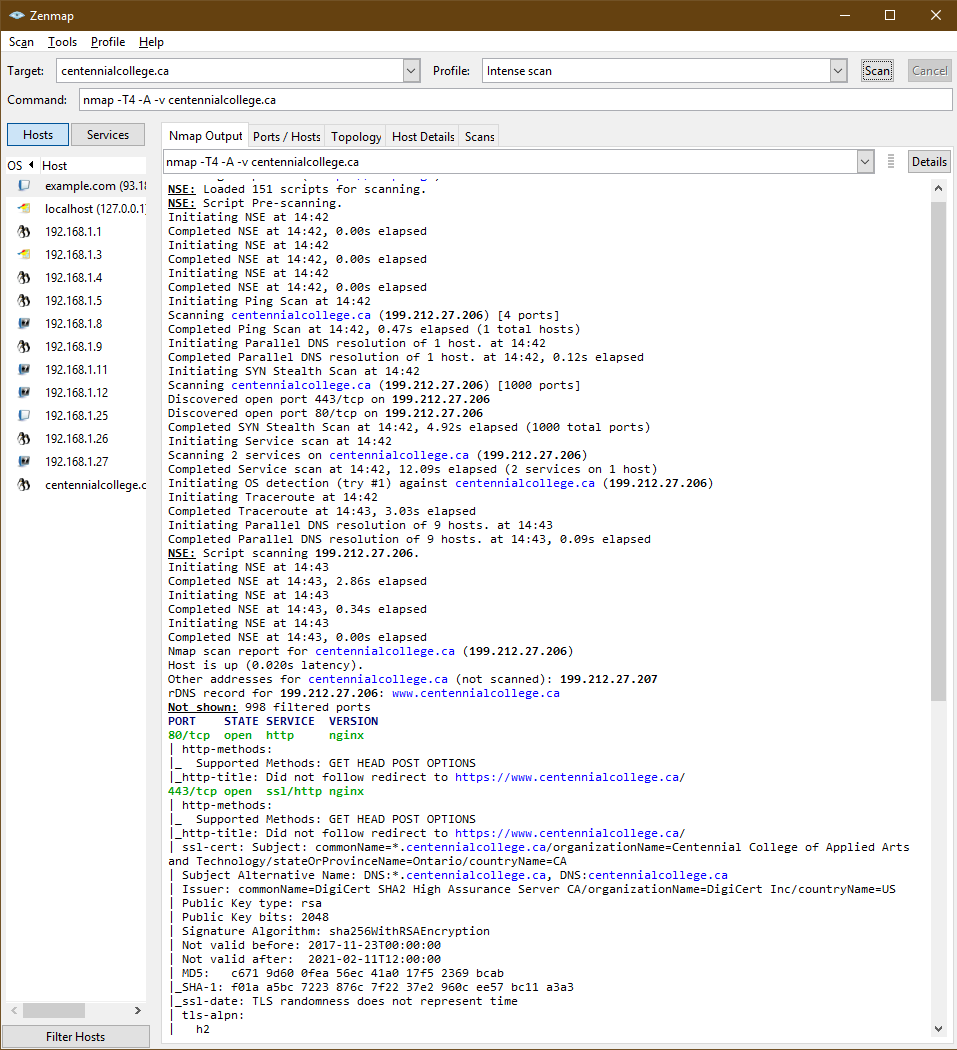 Zenmap
Scan Tools Profile Help
Target: centennialcollege.ca Profile: Intense scan Scan Cancel
Command: nmap -T4 -A -v centennialcollege.ca
Hosts Services
OS Host
example.com (93.18
localhost (127.0.0.1)
192.168.1.1
192.168.1.3
192.168.1.4
192.168.1.5
192.168.1.8
192.168.1.9
192.168.1.11
192.168.1.12
192.168.1.25
192.168.1.26
192.168.1.27
centennialcollege.c
Filter Hosts
Nmap Output Ports / Hosts Topology Host Details Scans
nmap -T4 -A -v centennialcollege.ca Details
NSE: Loaded 151 scripts for scanning.
NSE: Script Pre-scanning.
Initiating NSE at 14:42
Completed NSE at 14:42, 0.00s elapsed
Initiating NSE at 14:42
Completed NSE at 14:42, 0.00s elapsed
Initiating NSE at 14:42
Completed NSE at 14:42, 0.00s elapsed
Initiating Ping Scan at 14:42
Scanning centennialcollege.ca (199.212.27.206) [4 ports]
Completed Ping Scan at 14:42, 0.47s elapsed (1 total hosts)
Initiating Parallel DNS resolution of 1 host. at 14:42
Completed Parallel DNS resolution of 1 host. at 14:42, 0.12s elapsed
Initiating SYN Stealth Scan at 14:42
Scanning centennialcollege.ca (199.212.27.206) [1000 ports]
Discovered open port 443/tcp on 199.212.27.206
Discovered open port 80/tcp on 199.212.27.206
Completed SYN Stealth Scan at 14:42, 4.92s elapsed (1000 total ports)
Initiating Service scan at 14:42
Scanning 2 services on centennialcollege.ca (199.212.27.206)
Completed Service scan at 14:42, 12.09s elapsed (2 services on 1 host)
Initiating OS detection (try #1) against centennialcollege.ca (199.212.27.206)
Initiating Traceroute at 14:42
Completed Traceroute at 14:43, 3.03s elapsed
Initiating Parallel DNS resolution of 9 hosts. at 14:43
Completed Parallel DNS resolution of 9 hosts. at 14:43, 0.09s elapsed
NSE: Script scanning 199.212.27.206.
Initiating NSE at 14:43
Completed NSE at 14:43, 2.86s elapsed
Initiating NSE at 14:43
Completed NSE at 14:43, 0.34s elapsed
Initiating NSE at 14:43
Completed NSE at 14:43, 0.00s elapsed
Nmap scan report for centennialcollege.ca (199.212.27.206)
Host is up (0.020s latency).
Other addresses for centennialcollege.ca (not scanned): 199.212.27.207
rDNS record for 199.212.27.206: www.centennialcollege.ca
Not shown: 998 filtered ports
PORT    STATE SERVICE  VERSION
80/tcp  open  http     nginx
| http-methods:
|_  Supported Methods: GET HEAD POST OPTIONS
|_http-title: Did not follow redirect to https://www.centennialcollege.ca/
443/tcp open  ssl/http nginx
| http-methods:
|_  Supported Methods: GET HEAD POST OPTIONS
|_http-title: Did not follow redirect to https://www.centennialcollege.ca/
| ssl-cert: Subject: commonName=*.centennialcollege.ca/organizationName=Centennial College of Applied Arts
and Technology/stateOrProvinceName=Ontario/countryName=CA
| Subject Alternative Name: DNS:*.centennialcollege.ca, DNS:centennialcollege.ca
| Issuer: commonName=DigiCert SHA2 High Assurance Server CA/organizationName=DigiCert Inc/countryName=US
| Public Key type: rsa
| Public Key bits: 2048
| Signature Algorithm: sha256WithRSAEncryption
| Not valid before: 2017-11-23T00:00:00
| Not valid after:  2021-02-11T12:00:00
| MD5:   c671 9d60 0fea 56ec 41a0 17f5 2369 bcab
|_SHA-1: f01a a5bc 7223 876c 7f22 37e2 960c ee57 bc11 a3a3
|_ssl-date: TLS randomness does not represent time
| tls-alpn:
|   h2